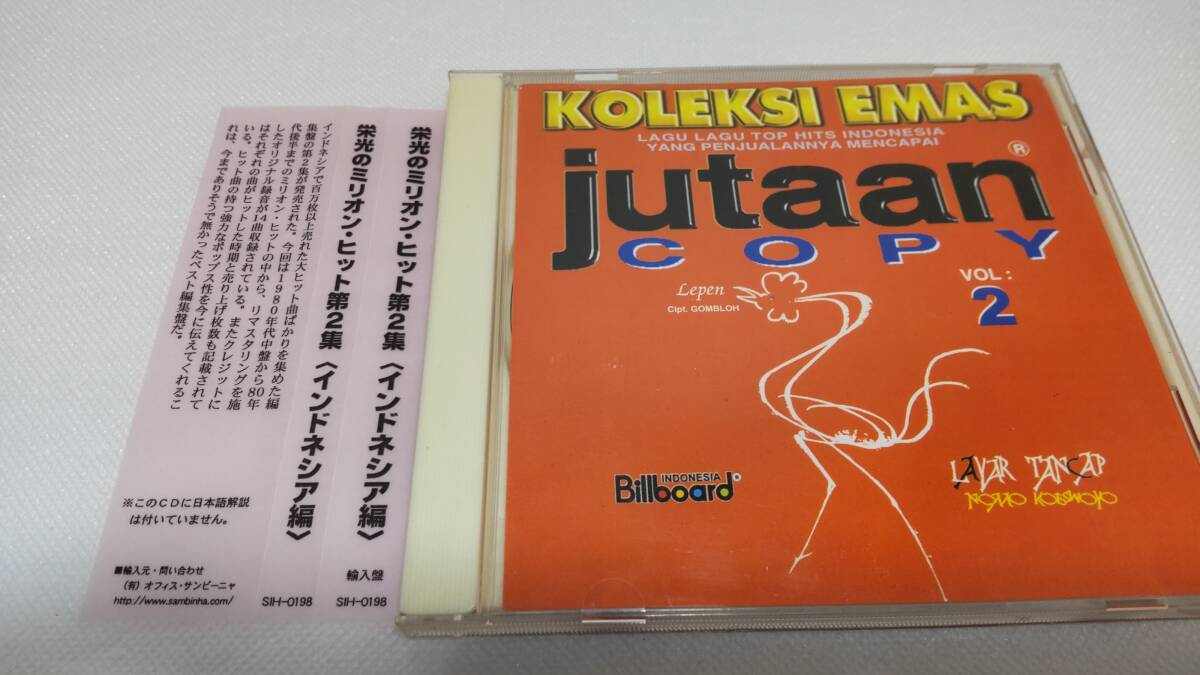 栄光のミリオン・ヒット第2集〈インドネシア編〉
輸入盤
SIH-0198
栄光のミリオン・ヒット第2集〈インドネシア編〉
SIH-0198
インドネシアで百万枚以上売れた大ヒット曲ばかりを集めた編
集盤の第2集が発売された。今回は1980年代中盤から80年
代後半までのミリオン・ヒットの中から、リマスタリングを施
したオリジナル録音が14曲収録されている。またクレジットに
はそれぞれの曲がヒットした時期と売り上げ枚数も記載されて
いる。ヒット曲の持つ強力なポップス性を今に伝えてくれるこ
れは、今までありそうで無かったベスト編集盤だ。
※このCDに日本語解説
は付いていません。
■輸入元・問い合わせ
（有）オフィス・サンビーニャ
http://www.sambinha.com/
KOLEKSI EMAS
LAGU LAGU TOP HITS INDONESIA
YANG PENJUALANNYA MENCAPAI
jutaan®
COPY
VOL :
2
Lepen
Cipt. GOMBLOH
INDONESIA
Billboard®
LAYAR TANCAP
NOMO KOESWOYO